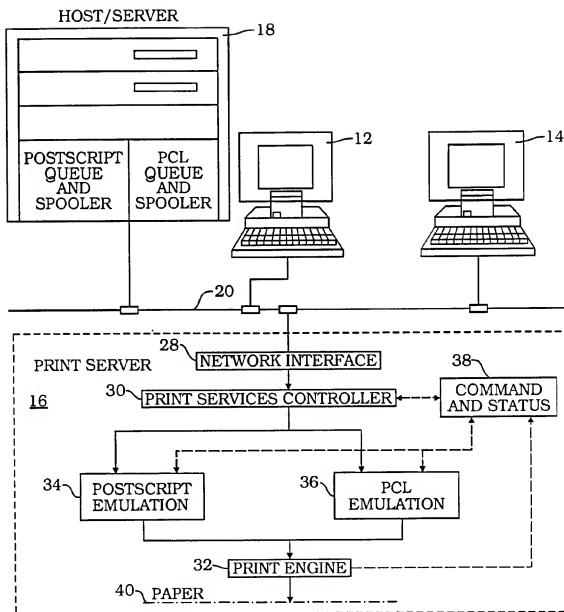 HOST/SERVER
18
POSTSCRIPT
QUEUE
AND
SPOOLER
PCL
QUEUE
AND
SPOOLER
12
14
20
PRINT SERVER
16
28
NETWORK INTERFACE
30
PRINT SERVICES CONTROLLER
38
COMMAND
AND STATUS
34
POSTSCRIPT
EMULATION
36
PCL
EMULATION
32
PRINT ENGINE
40
PAPER